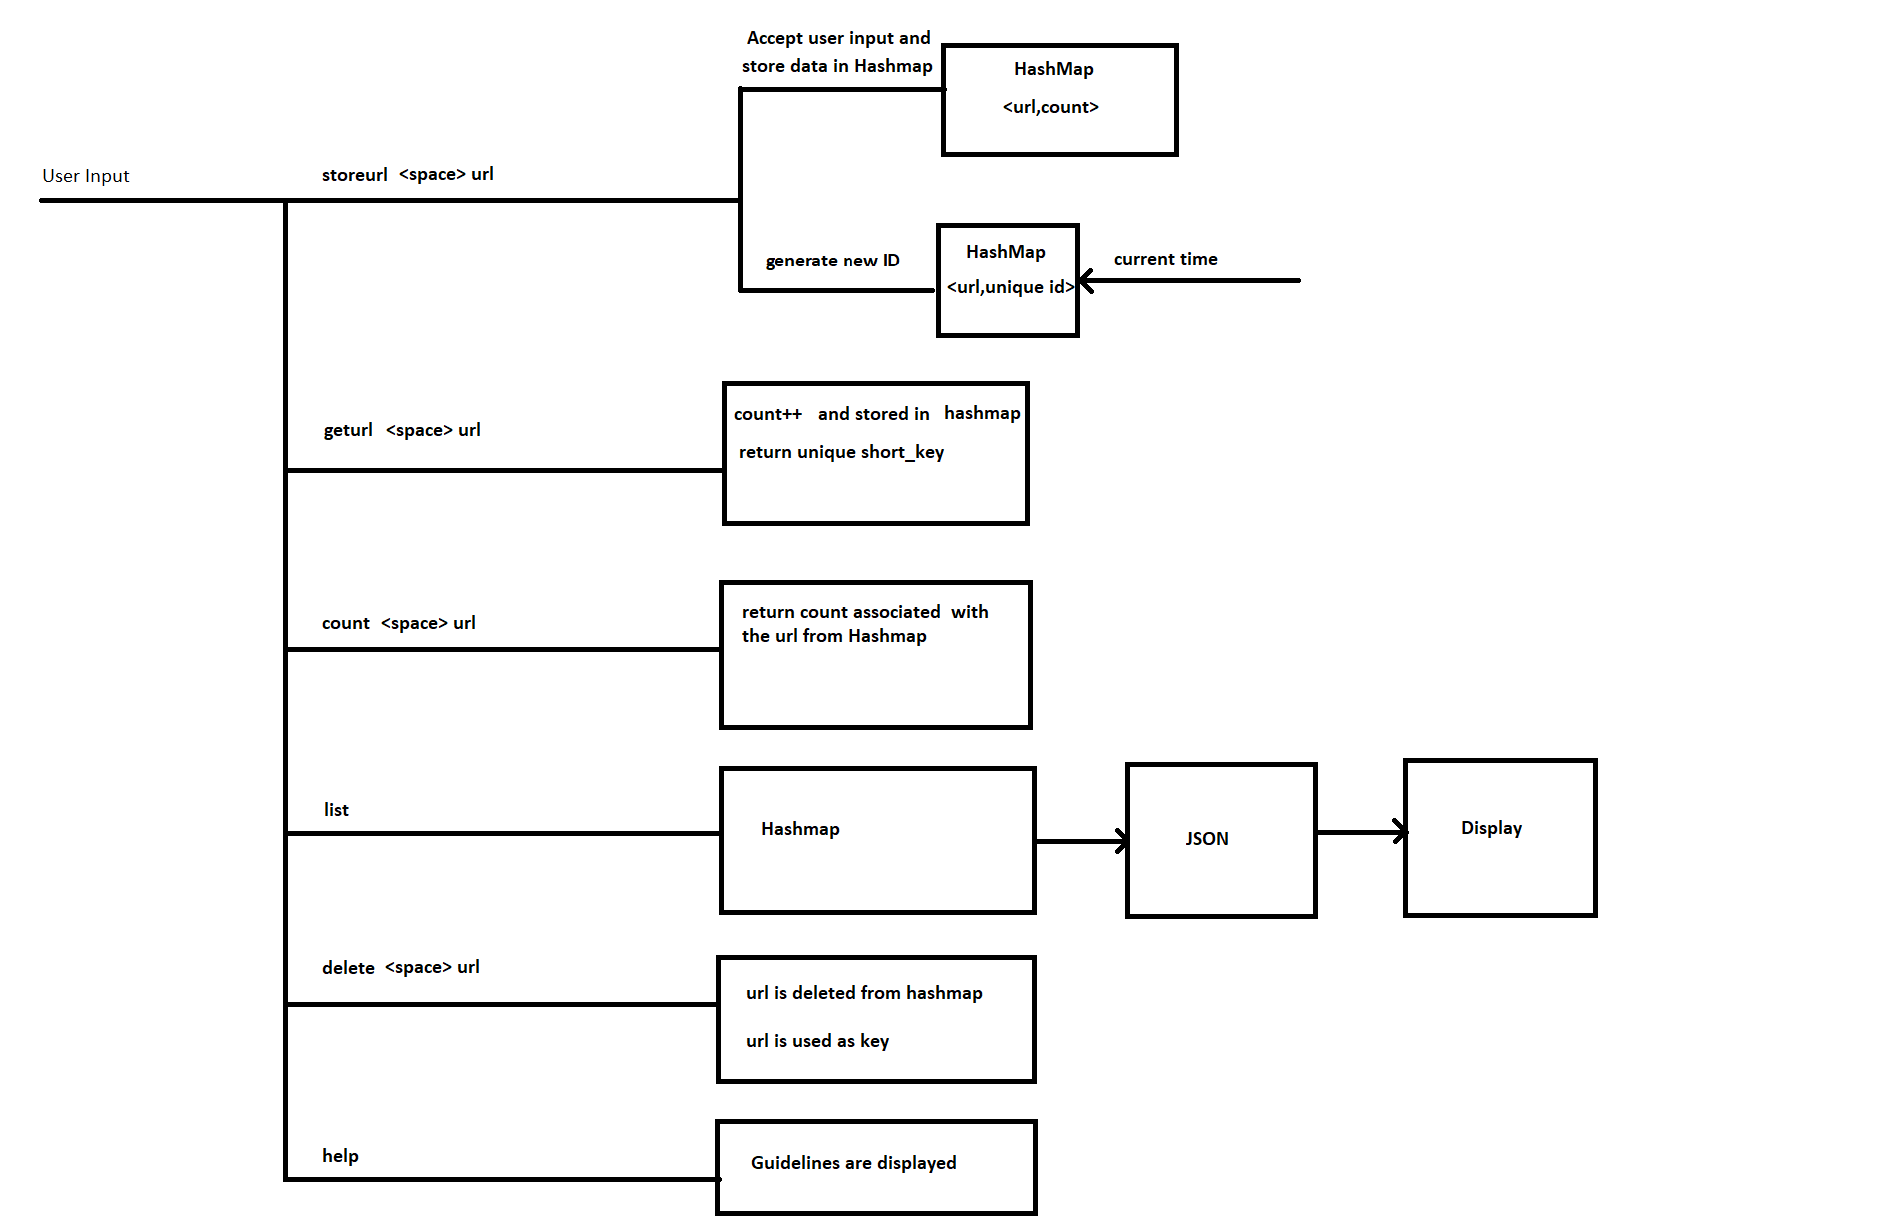 Accept user input and
store data in Hashmap
HashMap
<url,count>
User Input
storeurl <space> url
generate new ID
HashMap
<url,unique id>
current time
geturl <space> url
count++ and stored in hashmap
return unique short_key
count <space> url
return count associated with
the url from Hashmap
list
Hashmap
JSON
Display
delete <space> url
url is deleted from hashmap
url is used as key
help
Guidelines are displayed